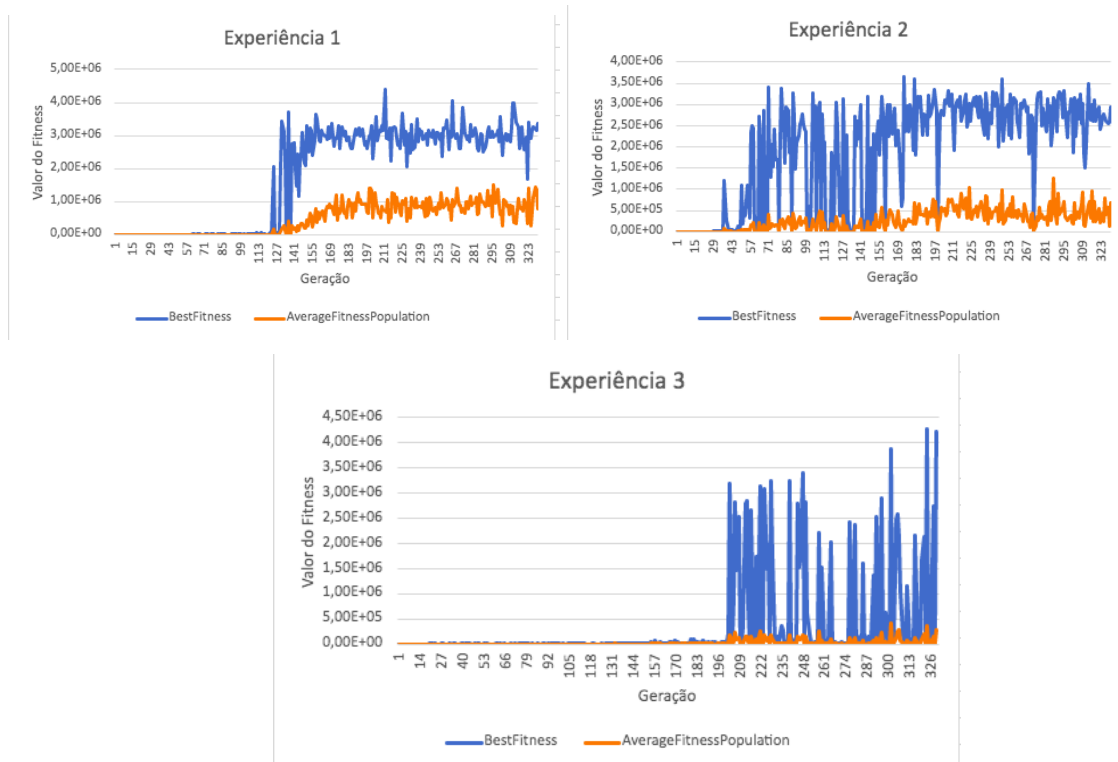 Experiência 1
5,00E+06
4,00E+06
3,00E+06
2,00E+06
1,00E+06
0,00E+00
Valor do Fitness
1 15 29 43 57 71 85 99 113 127 141 155 169 183 197 211 225 239 253 267 281 295 309 323
Geração
BestFitness AverageFitnessPopulation
Experiência 2
4,00E+06
3,50E+06
3,00E+06
2,50E+06
2,00E+06
1,50E+06
1,00E+06
5,00E+05
0,00E+00
Valor do Fitness
1 15 29 43 57 71 85 99 113 127 141 155 169 183 197 211 225 239 253 267 281 295 309 323
Geração
BestFitness AverageFitnessPopulation
Experiência 3
4,50E+06
4,00E+06
3,50E+06
3,00E+06
2,50E+06
2,00E+06
1,50E+06
1,00E+06
5,00E+05
0,00E+00
Valor do Fitness
1 14 27 40 53 66 79 92 105 118 131 144 157 170 183 196 209 222 235 248 261 274 287 300 313 326
Geração
BestFitness AverageFitnessPopulation